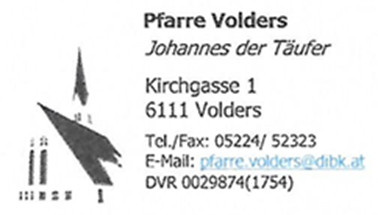 Pfarre Volders
Johannes der Täufer
Kirchgasse 1
6111 Volders
Tel./Fax: 05224/ 52323
E-Mail: pfarre.volders@dibk.at
DVR 0029874(1754)